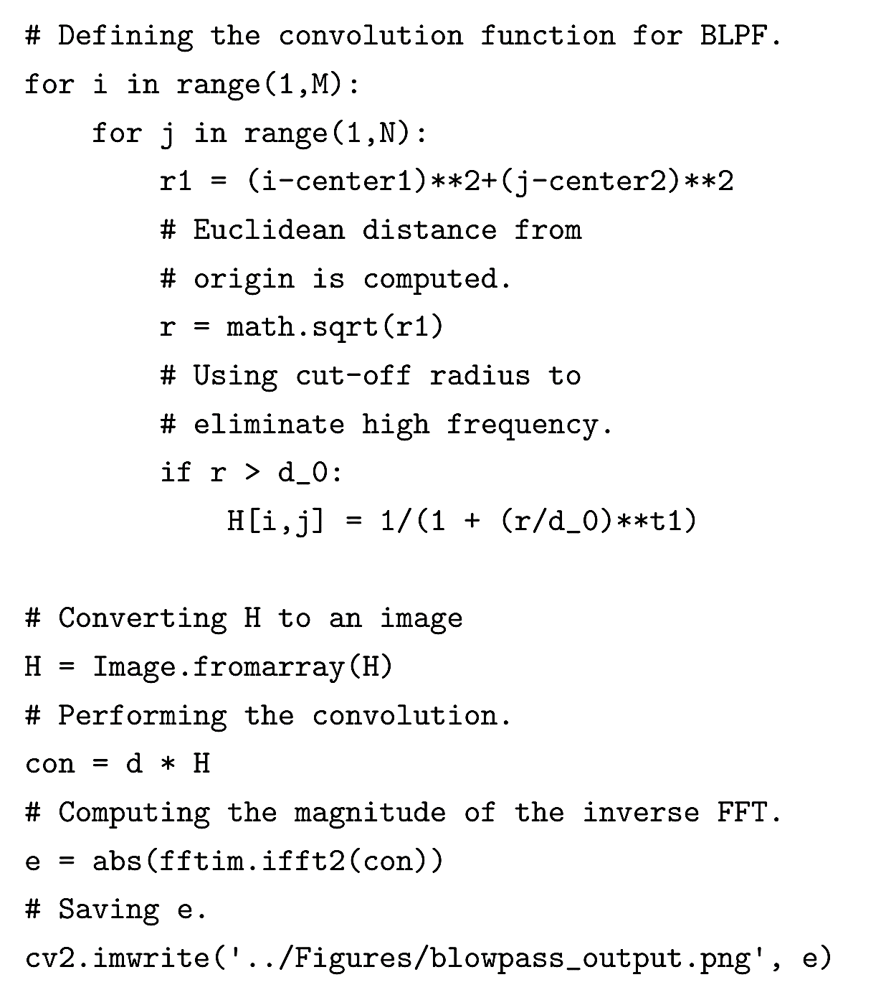 # Defining the convolution function for BLPF.
for i in range(1,M):
    for j in range(1,N):
        r1 = (i-center1)**2+(j-center2)**2
        # Euclidean distance from
        # origin is computed.
        r = math.sqrt(r1)
        # Using cut-off radius to
        # eliminate high frequency.
        if r > d_0:
            H[i,j] = 1/(1 + (r/d_0)**t1)

# Converting H to an image
H = Image.fromarray(H)
# Performing the convolution.
con = d * H
# Computing the magnitude of the inverse FFT.
e = abs(fftim.ifft2(con))
# Saving e.
cv2.imwrite('../Figures/blowpass_output.png', e)